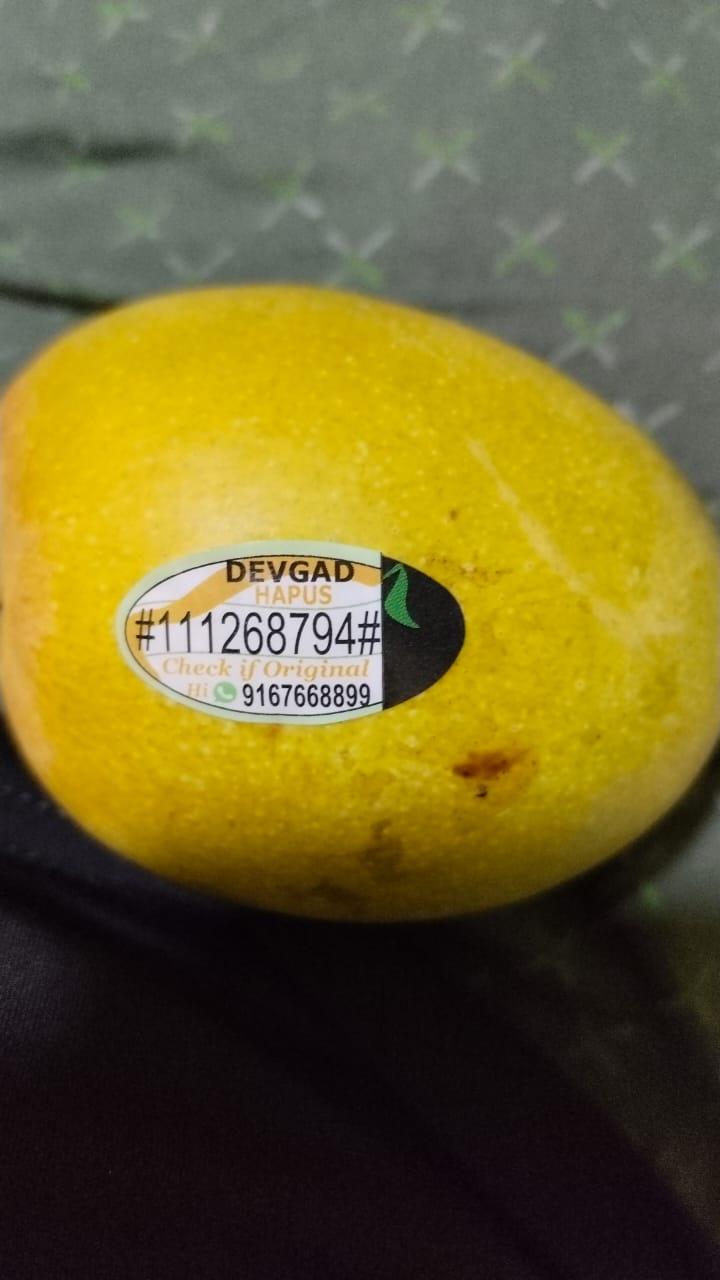 DEVGAD
HAPUS
#111268794#
Check if Original
Hi 9167668899